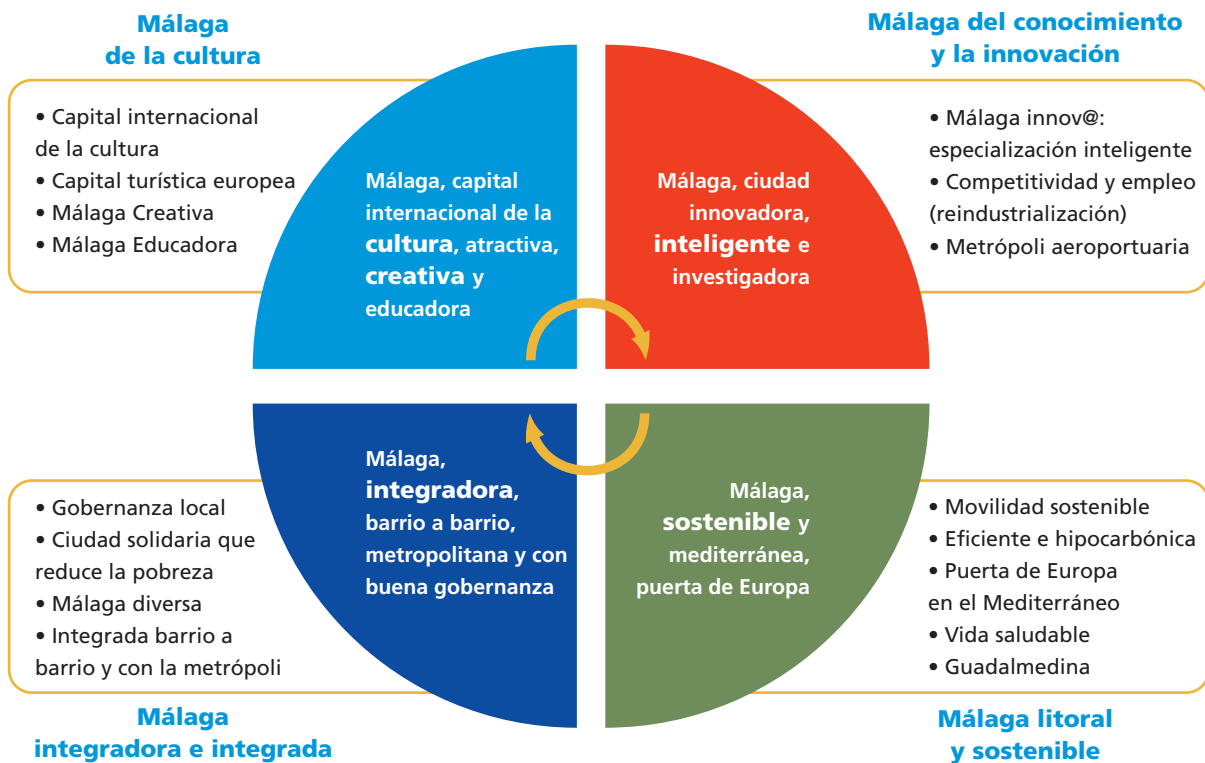 Málaga
de la cultura
• Capital internacional
de la cultura
• Capital turística europea
• Málaga Creativa
• Málaga Educadora
Málaga, capital
internacional de la
cultura, atractiva,
creativa y
educadora
Málaga del conocimiento
y la innovación
Málaga, ciudad
innovadora,
inteligente e
investigadora
• Málaga innov@:
especialización inteligente
• Competitividad y empleo
(reindustrialización)
• Metrópoli aeroportuaria
• Gobernanza local
• Ciudad solidaria que
reduce la pobreza
• Málaga diversa
• Integrada barrio a
barrio y con la metrópoli
Málaga
integradora e integrada
Málaga,
integradora,
barrio a barrio,
metropolitana y con
buena gobernanza
Málaga,
sostenible y
mediterránea,
puerta de Europa
• Movilidad sostenible
• Eficiente e hipocarbónica
• Puerta de Europa
en el Mediterráneo
• Vida saludable
• Guadalmedina
Málaga litoral
y sostenible